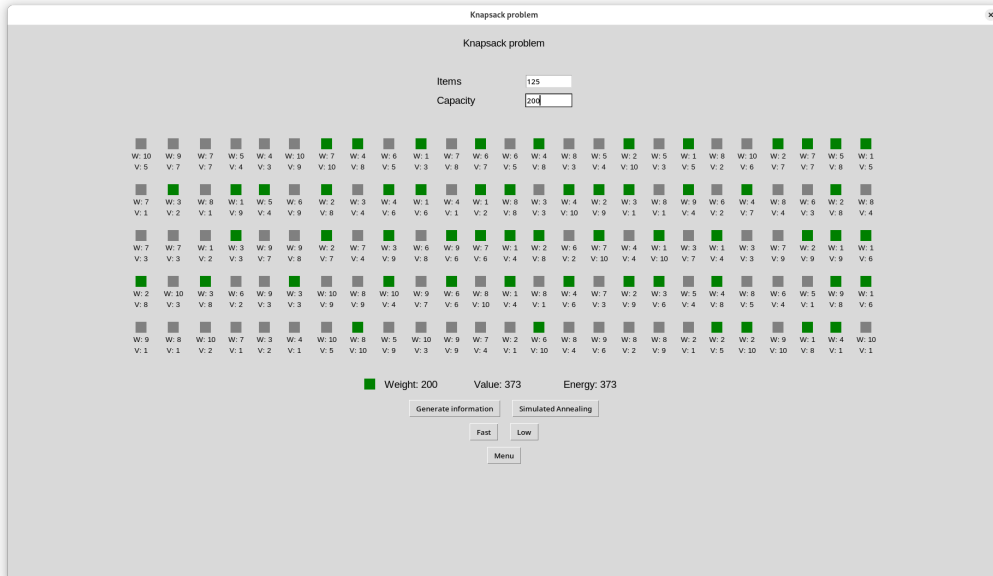 Knapsack problem
Knapsack problem
Items 125
Capacity 200
W: 10 W: 9 W: 7 W: 5 W: 4 W: 10 W: 7 W: 4 W: 6 W: 1 W: 7 W: 6 W: 6 W: 4 W: 8 W: 5 W: 2 W: 5 W: 1 W: 8 W: 10 W: 2 W: 7 W: 5 W: 1
V: 5 V: 7 V: 7 V: 4 V: 3 V: 9 V: 10 V: 8 V: 5 V: 3 V: 8 V: 7 V: 5 V: 8 V: 3 V: 4 V: 10 V: 3 V: 5 V: 2 V: 6 V: 7 V: 7 V: 8 V: 5
W: 7 W: 3 W: 8 W: 1 W: 5 W: 6 W: 2 W: 3 W: 4 W: 1 W: 4 W: 1 W: 1 W: 8 W: 4 W: 2 W: 3 W: 8 W: 9 W: 6 W: 4 W: 8 W: 6 W: 2 W: 8
V: 1 V: 2 V: 1 V: 9 V: 4 V: 9 V: 8 V: 4 V: 6 V: 6 V: 1 V: 2 V: 8 V: 3 V: 10 V: 9 V: 1 V: 1 V: 4 V: 2 V: 7 V: 4 V: 3 V: 8 V: 4
W: 7 W: 7 W: 1 W: 3 W: 9 W: 9 W: 2 W: 7 W: 3 W: 6 W: 9 W: 7 W: 1 W: 2 W: 6 W: 7 W: 4 W: 1 W: 3 W: 1 W: 3 W: 7 W: 2 W: 1 W: 1
V: 3 V: 3 V: 2 V: 3 V: 7 V: 8 V: 7 V: 4 V: 9 V: 8 V: 6 V: 6 V: 4 V: 8 V: 2 V: 10 V: 4 V: 10 V: 7 V: 4 V: 3 V: 9 V: 9 V: 9 V: 6
W: 2 W: 10 W: 3 W: 6 W: 9 W: 3 W: 10 W: 8 W: 10 W: 9 W: 6 W: 8 W: 1 W: 8 W: 4 W: 7 W: 2 W: 3 W: 5 W: 4 W: 8 W: 6 W: 5 W: 9 W: 1
V: 8 V: 3 V: 8 V: 2 V: 3 V: 3 V: 9 V: 9 V: 4 V: 7 V: 6 V: 10 V: 4 V: 1 V: 6 V: 3 V: 9 V: 6 V: 4 V: 8 V: 5 V: 4 V: 1 V: 8 V: 6
W: 9 W: 8 W: 10 W: 7 W: 3 W: 4 W: 10 W: 8 W: 5 W: 10 W: 9 W: 7 W: 2 W: 6 W: 8 W: 4 W: 8 W: 8 W: 2 W: 2 W: 2 W: 9 W: 1 W: 1 W: 10
V: 1 V: 1 V: 2 V: 1 V: 2 V: 1 V: 5 V: 10 V: 9 V: 3 V: 9 V: 4 V: 1 V: 10 V: 4 V: 6 V: 2 V: 9 V: 1 V: 5 V: 10 V: 10 V: 8 V: 4 V: 1
Weight: 200 Value: 373 Energy: 373
Generate information Simulated Annealing
Fast Low
Menu